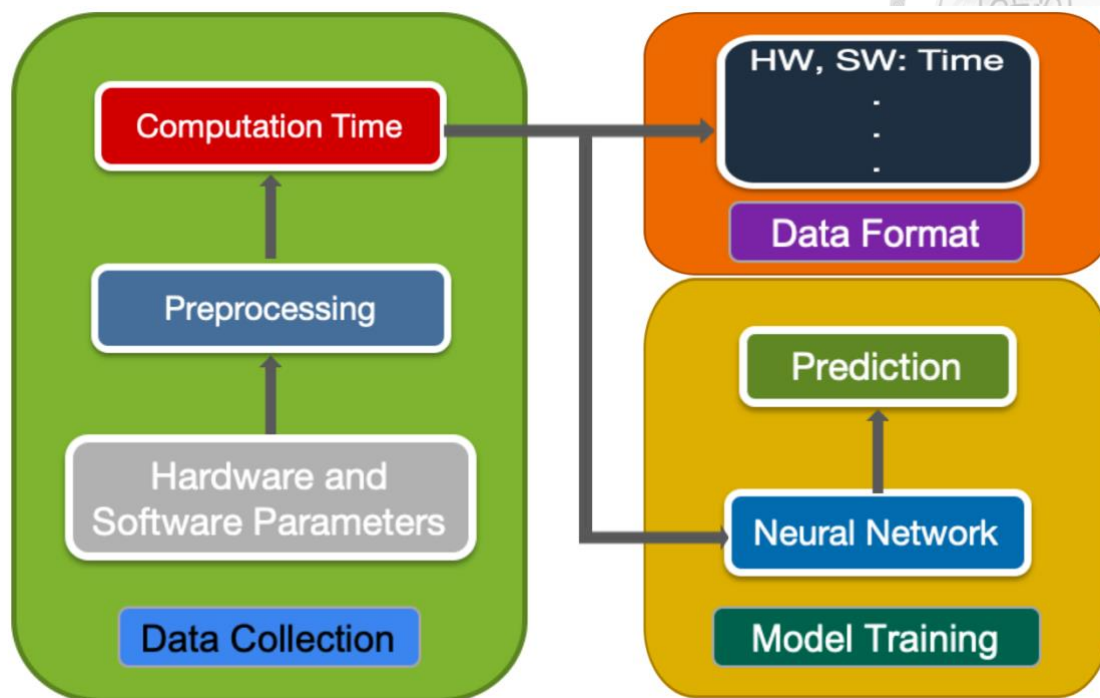 Computation Time
Preprocessing
Hardware and
Software Parameters
Data Collection
HW, SW: Time
.
.
.
Data Format
Prediction
Neural Network
Model Training